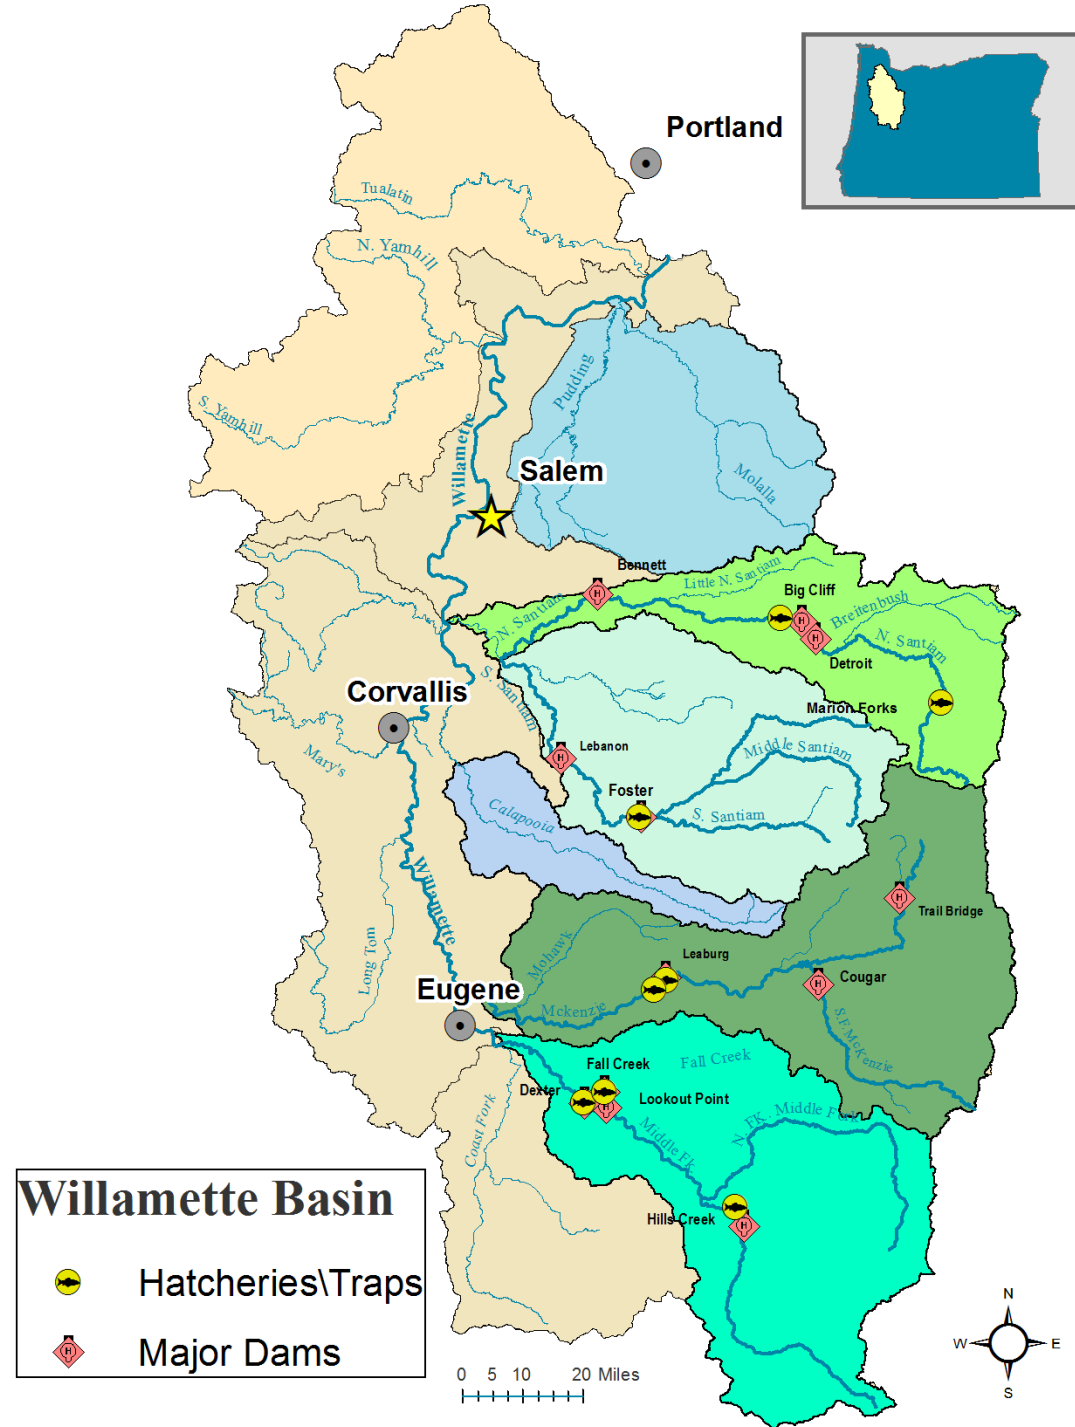 Portland
Tualatin
N. Yamhill
S. Yamhill
Pudding
Willamette
Molalla
Salem
Bennett
Little N. Santiam
Big Cliff
Breitenbush
N. Santiam
N. Santiam
Detroit
S. Santiam
Corvallis
Marion Forks
Mary's
Lebanon
Middle Santiam
Foster
S. Santiam
Calapooia
Willamette
Trail Bridge
Long Tom
Mohawk
Leaburg
Cougar
Eugene
Mckenzie
S.F.McKenzie
Fall Creek
Fall Creek
Dexter
Lookout Point
Coast Fork
Middle Fk.
N. FK. Middle Fork
Hills Creek
Willamette Basin
Hatcheries\Traps
Major Dams
0 5 10 20 Miles
N
W E
S